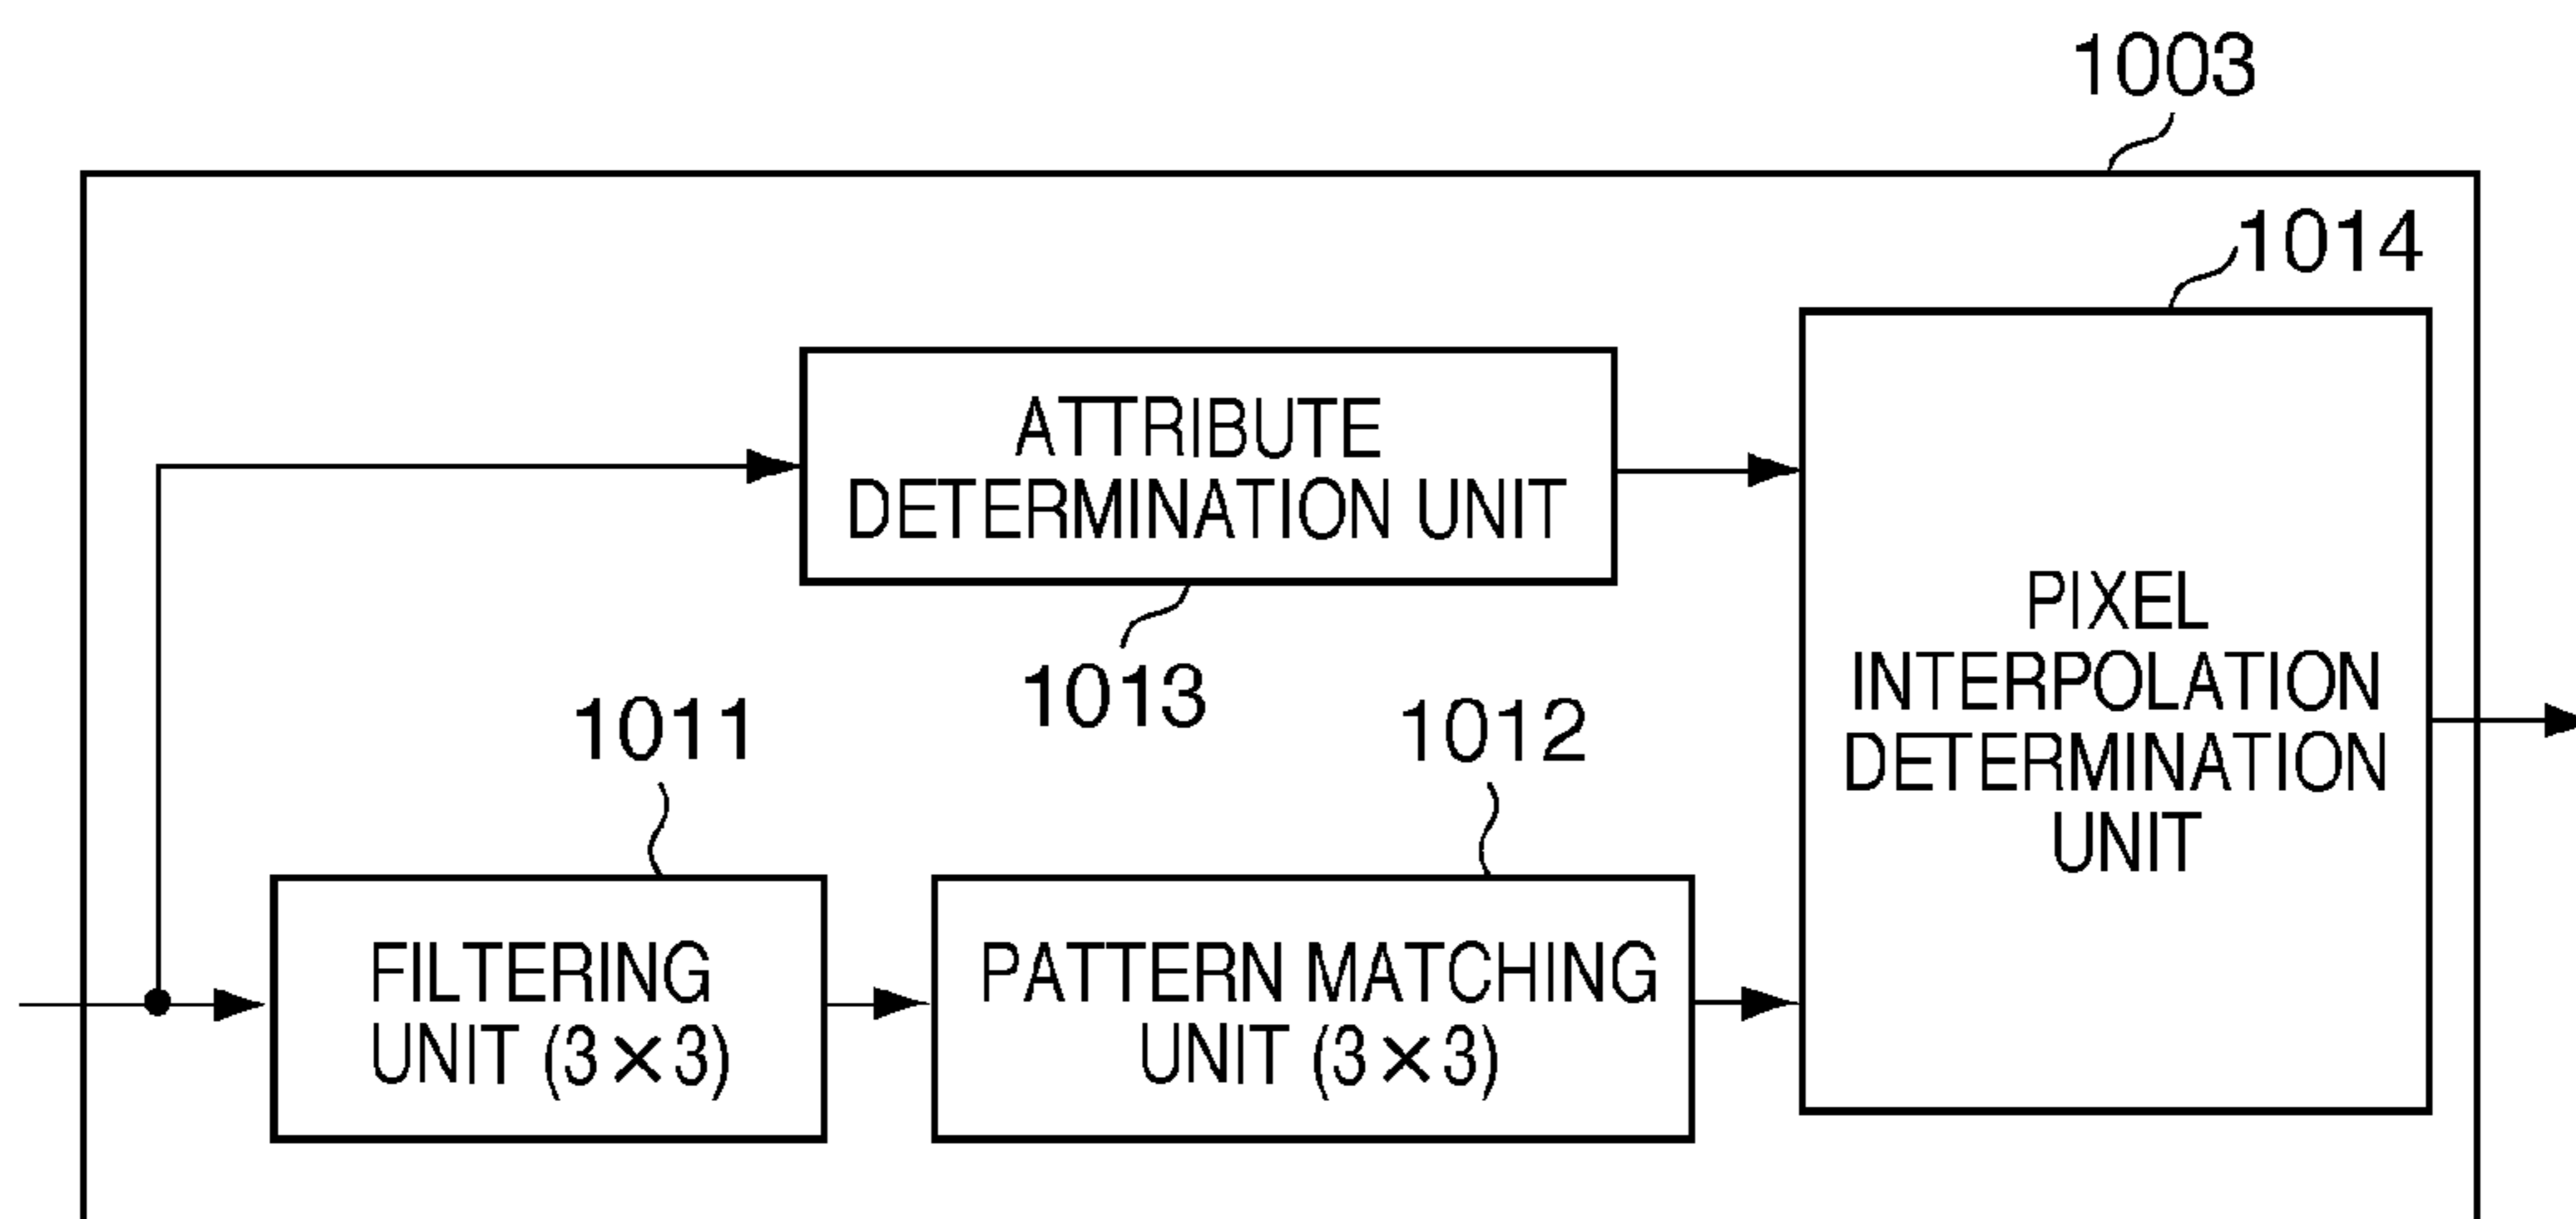 1003
1014
ATTRIBUTE
DETERMINATION UNIT
1013
PIXEL
INTERPOLATION
DETERMINATION
UNIT
1011
1012
FILTERING
UNIT (3×3)
PATTERN MATCHING
UNIT (3×3)